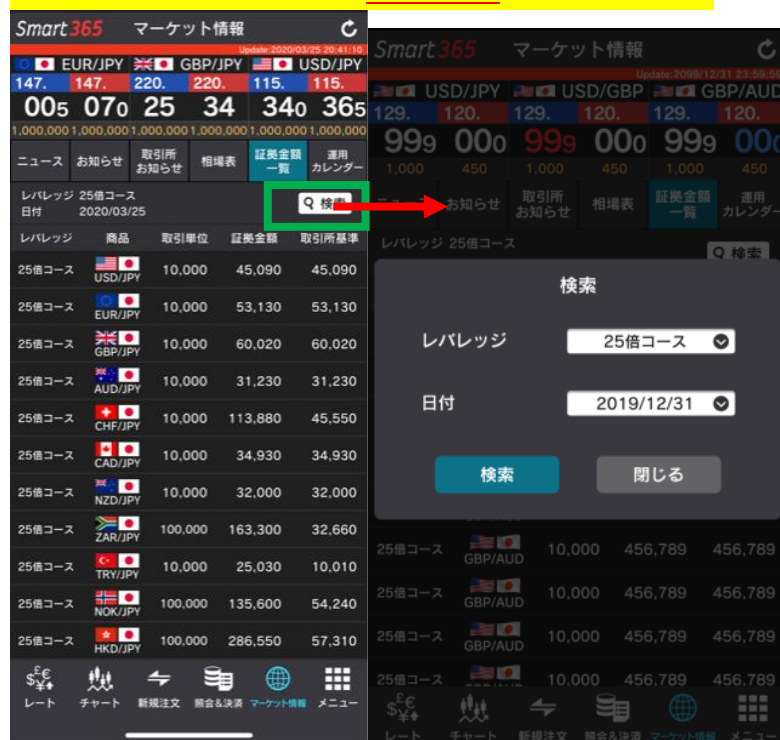 Smart365 マーケット情報
Update:2020/03/25 20:41:10
EUR/JPY GBP/JPY USD/JPY
147. 147. 220. 220. 115. 115.
005 070 25 34 340 365
1,000,000 1,000,000 1,000,000 1,000,000 1,000,000 1,000,000
ニュース お知らせ 取引所お知らせ 相場表 証拠金額一覧 運用カレンダー
レバレッジ 25倍コース
日付 2020/03/25
検索
レバレッジ 商品 取引単位 証拠金額 取引所基準
25倍コース USD/JPY 10,000 45,090 45,090
25倍コース EUR/JPY 10,000 53,130 53,130
25倍コース GBP/JPY 10,000 60,020 60,020
25倍コース AUD/JPY 10,000 31,230 31,230
25倍コース CHF/JPY 10,000 113,880 45,550
25倍コース CAD/JPY 10,000 34,930 34,930
25倍コース NZD/JPY 10,000 32,000 32,000
25倍コース ZAR/JPY 100,000 163,300 32,660
25倍コース TRY/JPY 10,000 25,030 10,010
25倍コース NOK/JPY 100,000 135,600 54,240
25倍コース HKD/JPY 100,000 286,550 57,310
レート チャート 新規注文 照会&決済 マーケット情報 メニュー
Smart365 マーケット情報
Update:2099/12/31 23:59:59
USD/JPY USD/GBP GBP/AUD
129. 120. 129. 120. 129. 120.
999 000 999 000 999 00
1,000 450 1,000 450 1,000 450
ニュース お知らせ 取引所お知らせ 相場表 証拠金額一覧 運用カレンダー
レバレッジ 25倍コース
検索
検索
レバレッジ 25倍コース
日付 2019/12/31
検索 閉じる
25倍コース GBP/AUD 10,000 456,789 456,789
25倍コース GBP/AUD 10,000 456,789 456,789
25倍コース GBP/AUD 10,000 456,789 456,789
25倍コース 10,000 456,789 456,789
レート チャート 新規注文 照会&決済 マーケット情報 メニュー